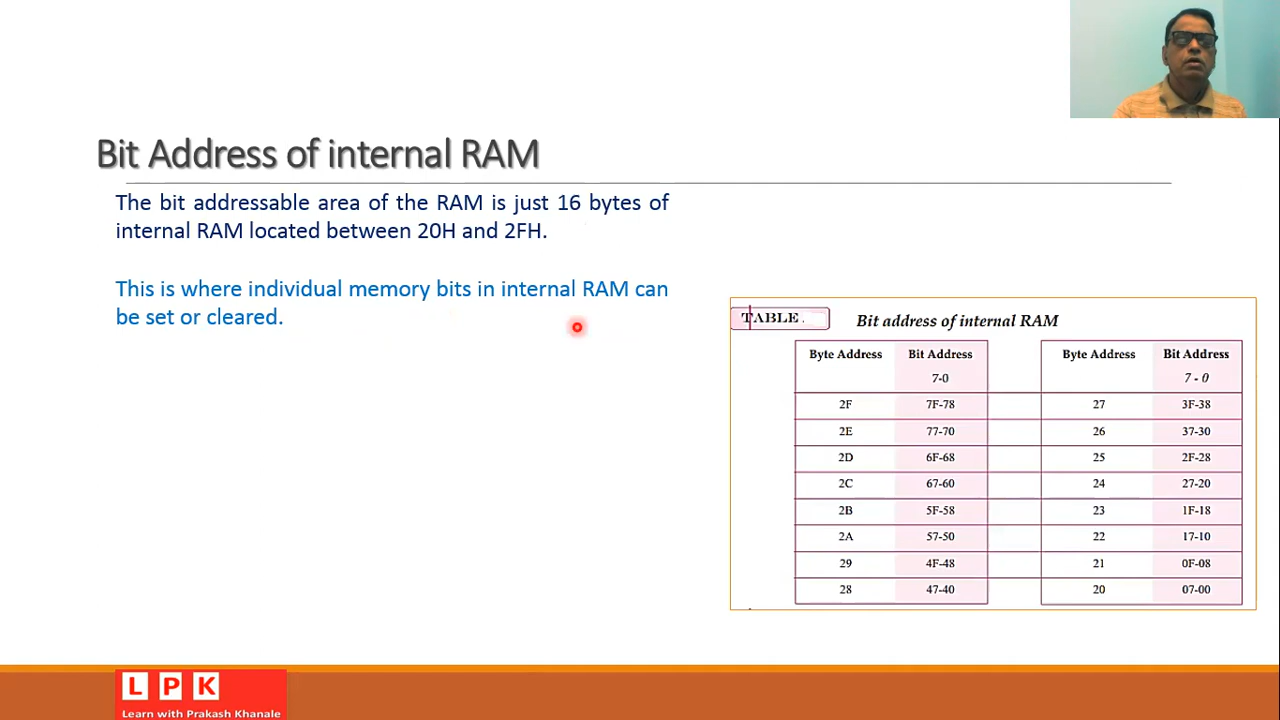 Bit Address of internal RAM
The bit addressable area of the RAM is just 16 bytes of
internal RAM located between 20H and 2FH.
This is where individual memory bits in internal RAM can
be set or cleared.
TABLE. Bit address of internal RAM
Byte Address Bit Address Byte Address Bit Address
7-0 7 - 0
2F 7F-78 27 3F-38
2E 77-70 26 37-30
2D 6F-68 25 2F-28
2C 67-60 24 27-20
2B 5F-58 23 1F-18
2A 57-50 22 17-10
29 4F-48 21 0F-08
28 47-40 20 07-00
L P K
Learn with Prakash Khanale